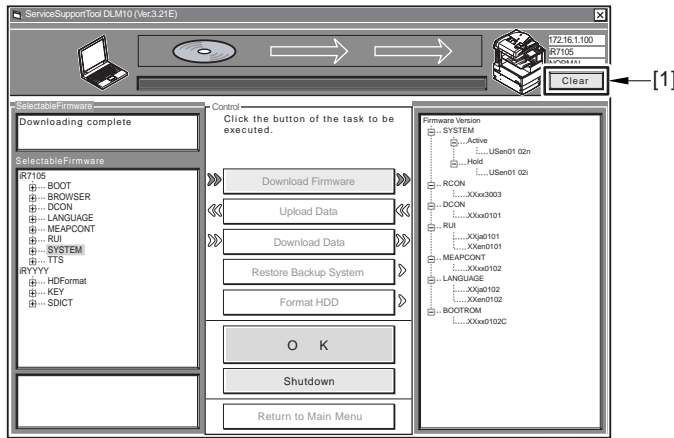 ServiceSupportTool DLM10 (Ver.3.21E)
172.16.1.100
iR7105
NORMAL
Clear
[1]
SelectableFirmware
Downloading complete
SelectableFirmware
iR7105
BOOT
BROWSER
DCON
LANGUAGE
MEAPCONT
RUI
SYSTEM
TTS
iRYYYY
HDFormat
KEY
SDICT
Control
Click the button of the task to be
executed.
Download Firmware
Upload Data
Download Data
Restore Backup System
Format HDD
O K
Shutdown
Return to Main Menu
Firmware Version
SYSTEM
Active
USen01 02n
Hold
USen01 02i
RCON
XXxx3003
DCON
XXxx0101
RUI
XXja0101
XXen0101
MEAPCONT
XXxx0102
LANGUAGE
XXja0102
XXen0102
BOOTROM
XXxx0102C